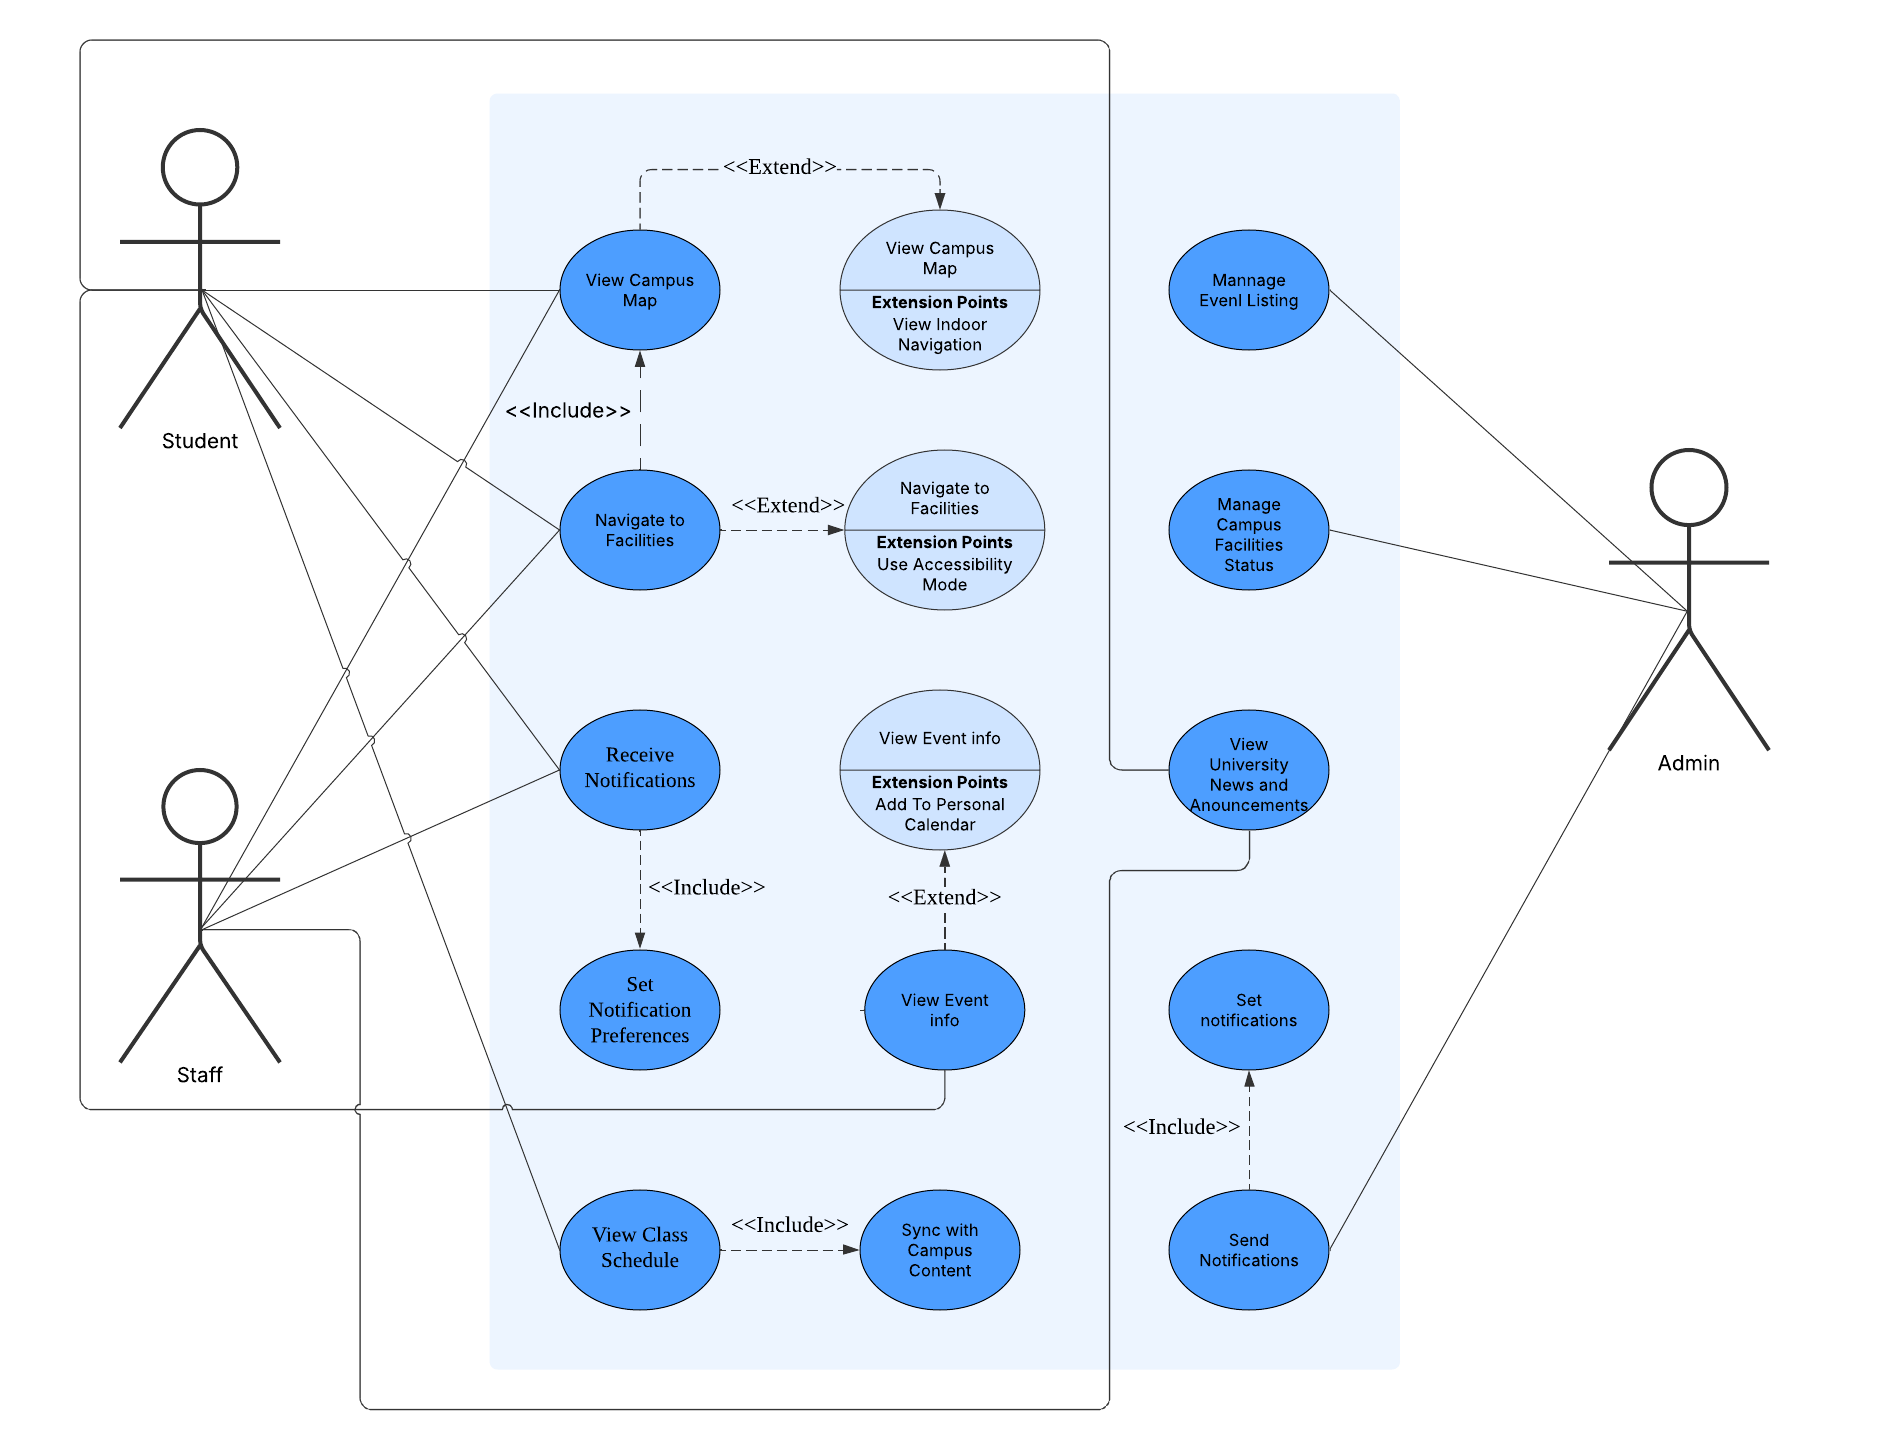 <<Extend>>
View Campus
Map
View Campus
Map
Extension Points
View Indoor
Navigation
Mannage
Evenl Listing
Student
<<Include>>
Navigate to
Facilities
<<Extend>>
Navigate to
Facilities
Extension Points
Use Accessibility
Mode
Manage
Campus
Facilities
Status
Admin
Receive
Notifications
View Event info
Extension Points
Add To Personal
Calendar
View
University
News and
Anouncements
<<Include>>
<<Extend>>
Set
Notification
Preferences
View Event
info
Set
notifications
Staff
<<Include>>
View Class
Schedule
<<Include>>
Sync with
Campus
Content
Send
Notifications